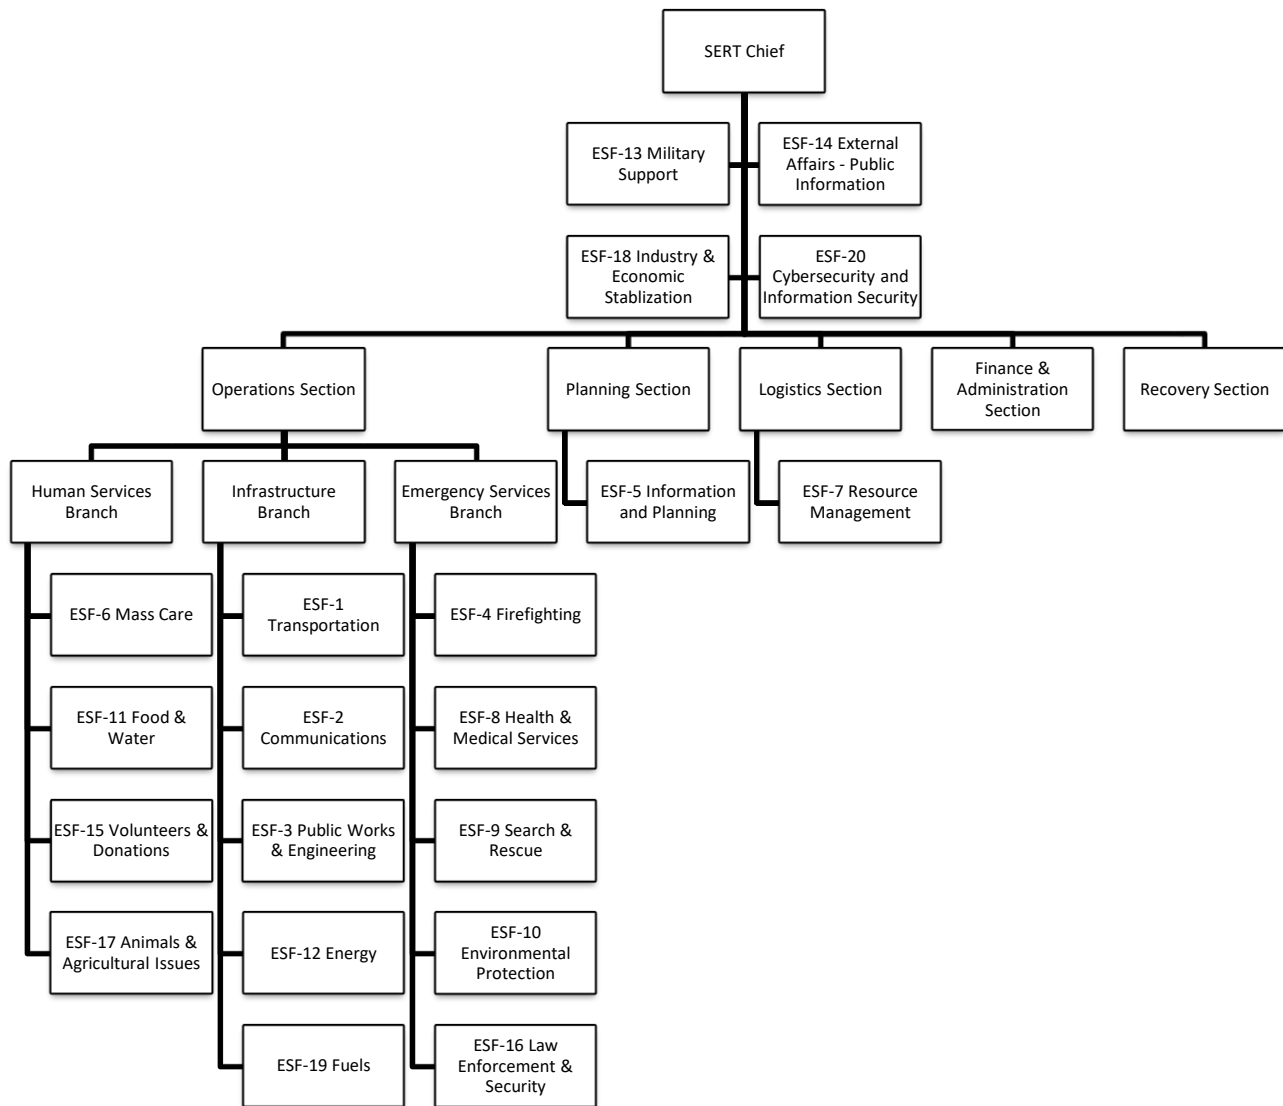 SERT Chief
ESF-13 Military
Support
ESF-14 External
Affairs - Public
Information
ESF-18 Industry &
Economic
Stablization
ESF-20
Cybersecurity and
Information Security
Operations Section
Planning Section
Logistics Section
Finance &
Administration
Section
Recovery Section
Human Services
Branch
Infrastructure
Branch
Emergency Services
Branch
ESF-5 Information
and Planning
ESF-7 Resource
Management
ESF-6 Mass Care
ESF-1
Transportation
ESF-4 Firefighting
ESF-11 Food &
Water
ESF-2
Communications
ESF-8 Health &
Medical Services
ESF-15 Volunteers &
Donations
ESF-3 Public Works
& Engineering
ESF-9 Search &
Rescue
ESF-17 Animals &
Agricultural Issues
ESF-12 Energy
ESF-10
Environmental
Protection
ESF-19 Fuels
ESF-16 Law
Enforcement &
Security